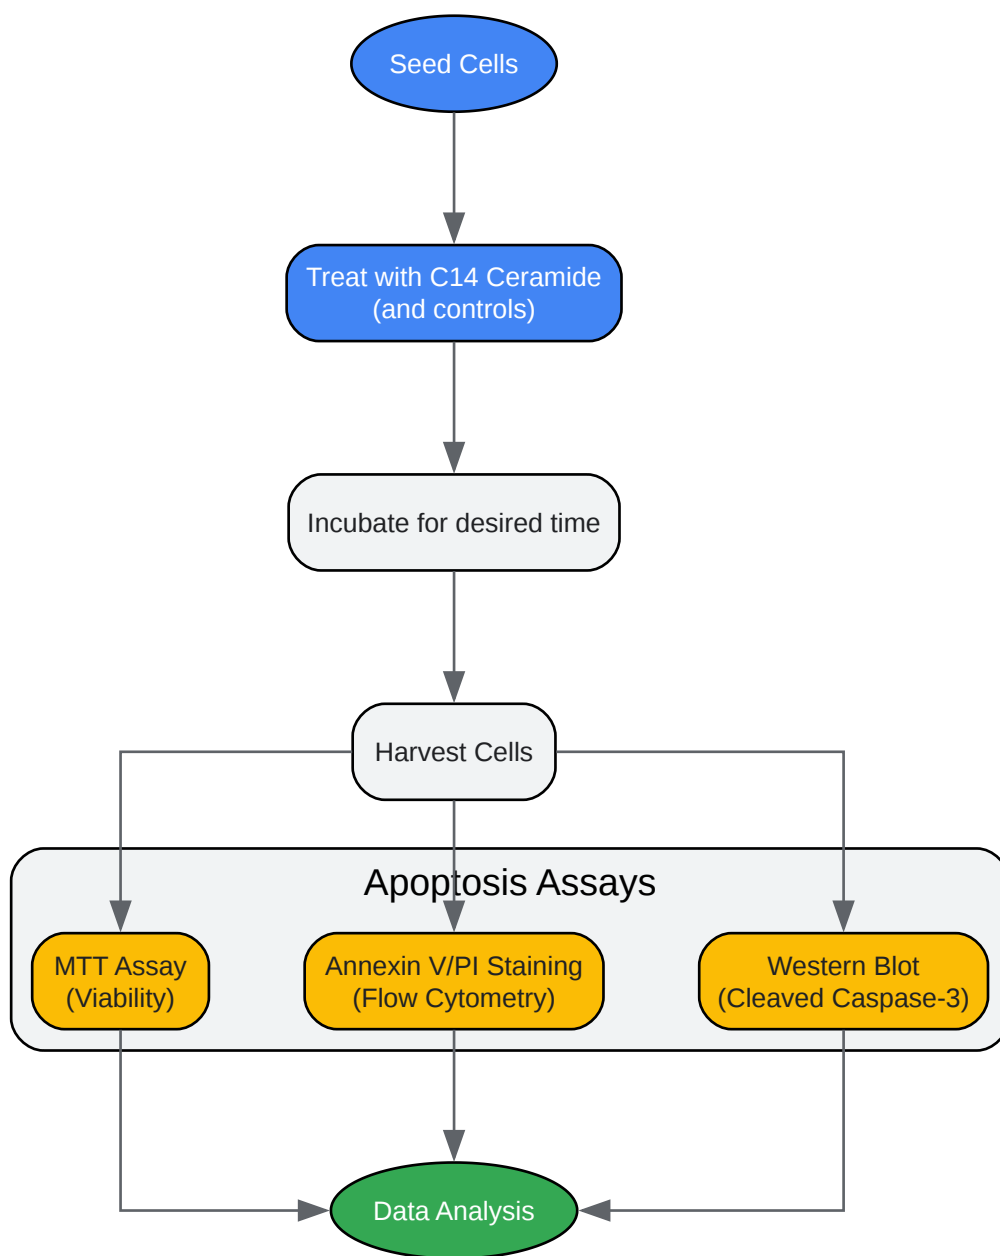 Seed Cells
Treat with C14 Ceramide
(and controls)
Incubate for desired time
Harvest Cells
Apoptosis Assays
MTT Assay
(Viability)
Annexin V/PI Staining
(Flow Cytometry)
Western Blot
(Cleaved Caspase-3)
Data Analysis